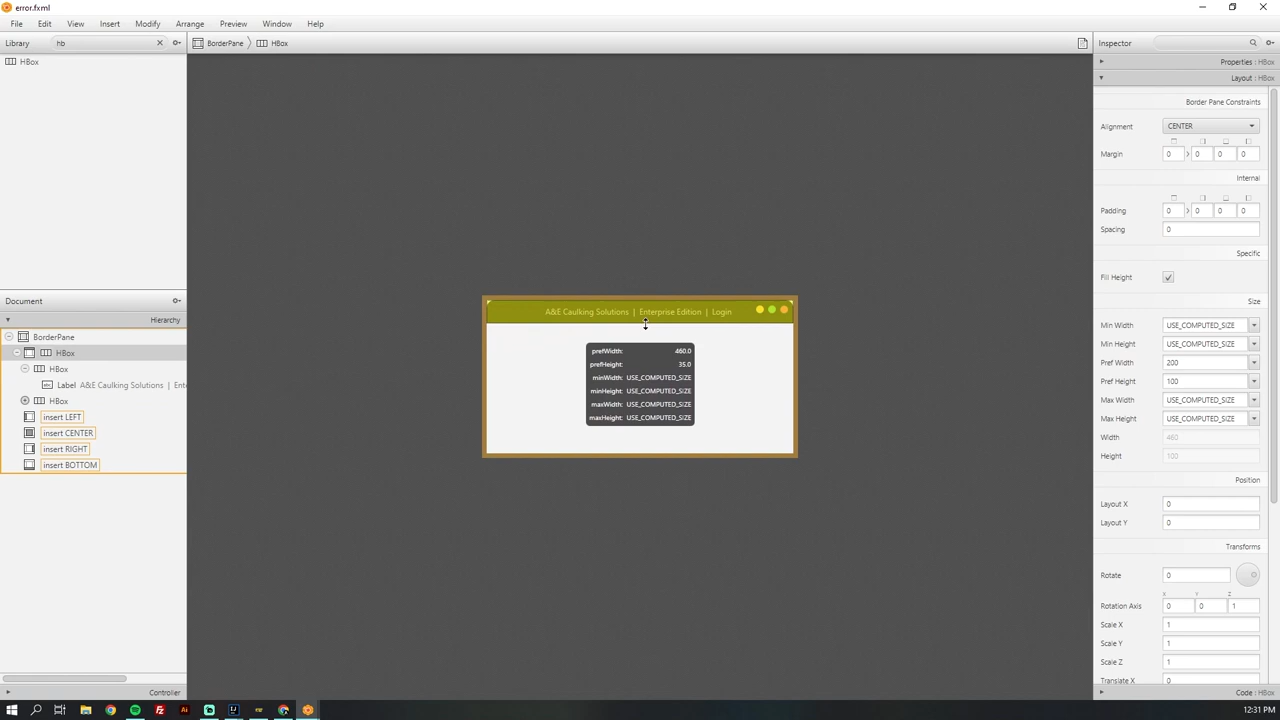 error.fxml
File Edit View Insert Modify Arrange Preview Window Help
Library hb
BorderPane HBox
Inspector
HBox
Properties : HBox
Layout : HBox
Border Pane Constraints
Alignment CENTER
Margin 0 0 0 0
Internal
Padding 0 0 0 0
Spacing 0
Specific
Fill Height
Size
Min Width USE_COMPUTED_SIZE
Min Height USE_COMPUTED_SIZE
Pref Width 200
Pref Height 100
Max Width USE_COMPUTED_SIZE
Max Height USE_COMPUTED_SIZE
Width 460
Height 100
Position
Layout X 0
Layout Y 0
Transforms
Rotate 0
X Y Z
Rotation Axis 0 0 1
Scale X 1
Scale Y 1
Scale Z 1
Translate X 0
Code : HBox
A&E Caulking Solutions | Enterprise Edition | Login
prefWidth: 460.0
prefHeight: 35.0
minWidth: USE_COMPUTED_SIZE
minHeight: USE_COMPUTED_SIZE
maxWidth: USE_COMPUTED_SIZE
maxHeight: USE_COMPUTED_SIZE
Document
Hierarchy
BorderPane
HBox
HBox
Label A&E Caulking Solutions | Ente
HBox
insert LEFT
insert CENTER
insert RIGHT
insert BOTTOM
Controller
12:31 PM